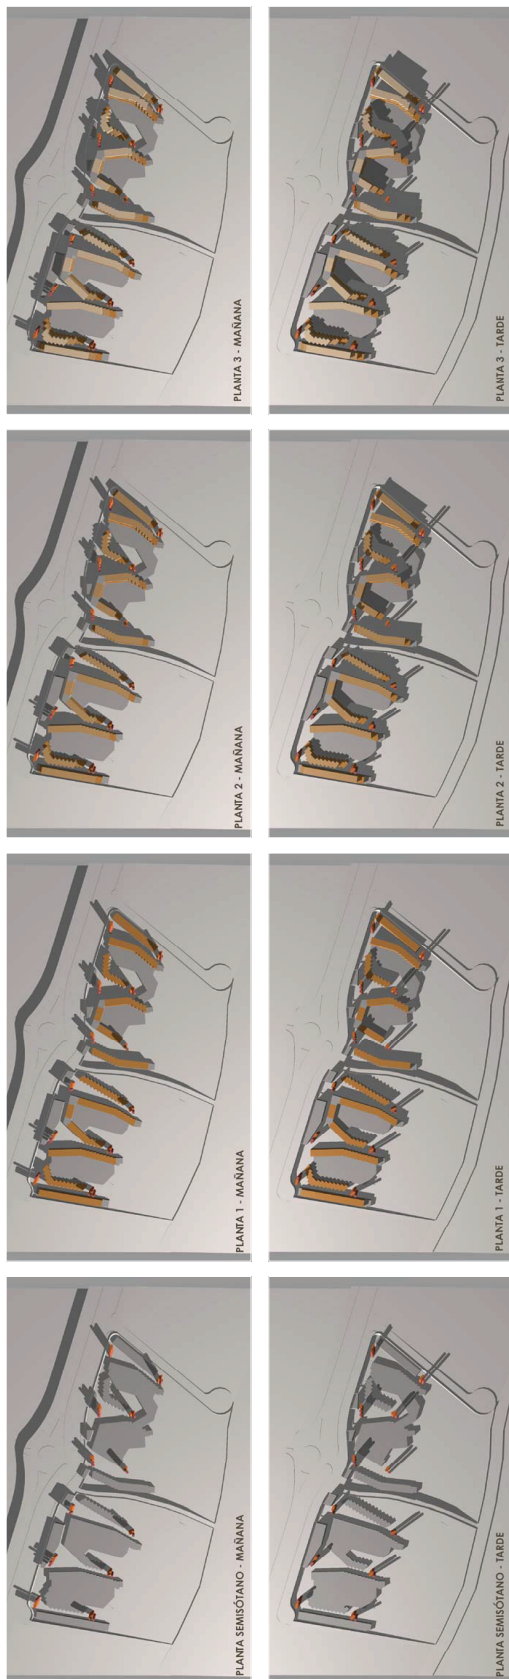 PLANTA 3 - MAÑANA
PLANTA 3 - TARDE
PLANTA 2 - MAÑANA
PLANTA 2 - TARDE
PLANTA 1 - MAÑANA
PLANTA 1 - TARDE
PLANTA SEMISÓTANO - MAÑANA
PLANTA SEMISÓTANO - TARDE